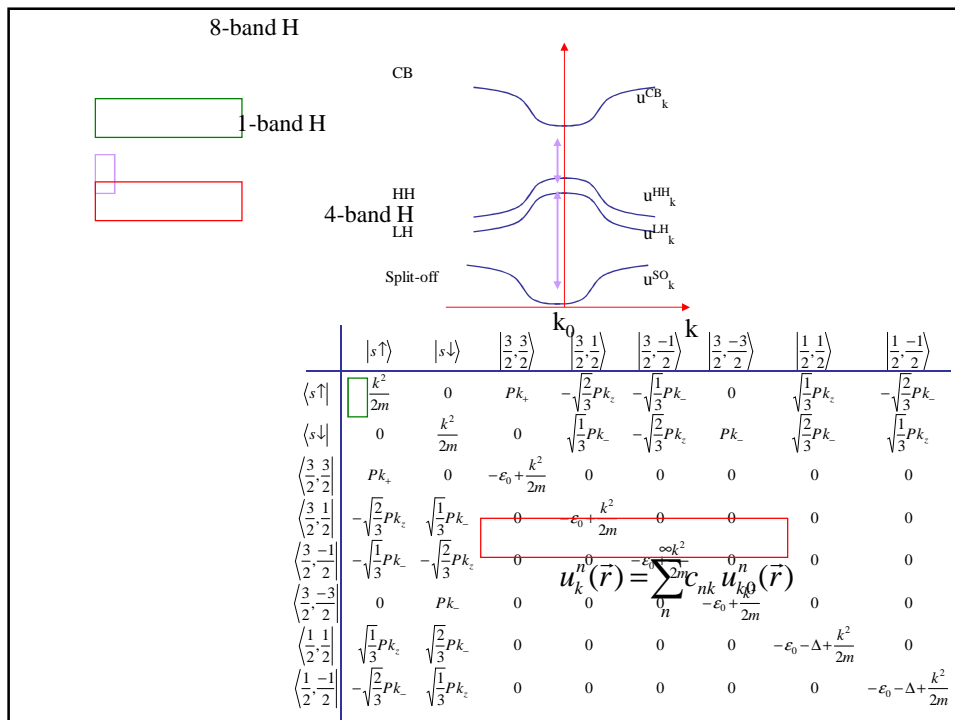 8-band H
CB
u^CB_k
1-band H
HH
u^HH_k
4-band H
LH
u^LH_k
Split-off
u^SO_k
k_0
k
|s↑⟩ |s↓⟩ |3/2,3/2⟩ |3/2,1/2⟩ |3/2,-1/2⟩ |3/2,-3/2⟩ |1/2,1/2⟩ |1/2,-1/2⟩
⟨s↑| k²/2m 0 Pk₊ -√(2/3)Pk_z -√(1/3)Pk₋ 0 √(1/3)Pk_z -√(2/3)Pk₋
⟨s↓| 0 k²/2m 0 √(1/3)Pk₋ -√(2/3)Pk_z Pk₋ √(2/3)Pk₋ √(1/3)Pk_z
⟨3/2,3/2| Pk₊ 0 -ε₀+k²/2m 0 0 0 0 0
⟨3/2,1/2| -√(2/3)Pk_z √(1/3)Pk₋ 0 -ε₀+k²/2m 0 0 0 0
⟨3/2,-1/2| -√(1/3)Pk₋ -√(2/3)Pk_z 0 0 -ε₀+k²/2m 0 0 0
u^n_k(r⃗)=∑_n^∞ c_nk u^n_k0(r⃗)
⟨3/2,-3/2| 0 Pk₋ 0 0 0 -ε₀+k²/2m 0 0
⟨1/2,1/2| √(1/3)Pk_z √(2/3)Pk₋ 0 0 0 0 -ε₀-Δ+k²/2m 0
⟨1/2,-1/2| -√(2/3)Pk₋ √(1/3)Pk_z 0 0 0 0 0 -ε₀-Δ+k²/2m